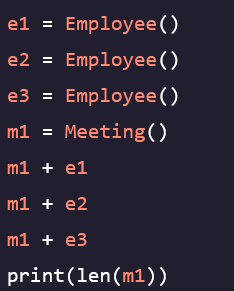 e1 = Employee()
e2 = Employee()
e3 = Employee()
m1 = Meeting()
m1 + e1
m1 + e2
m1 + e3
print(len(m1))